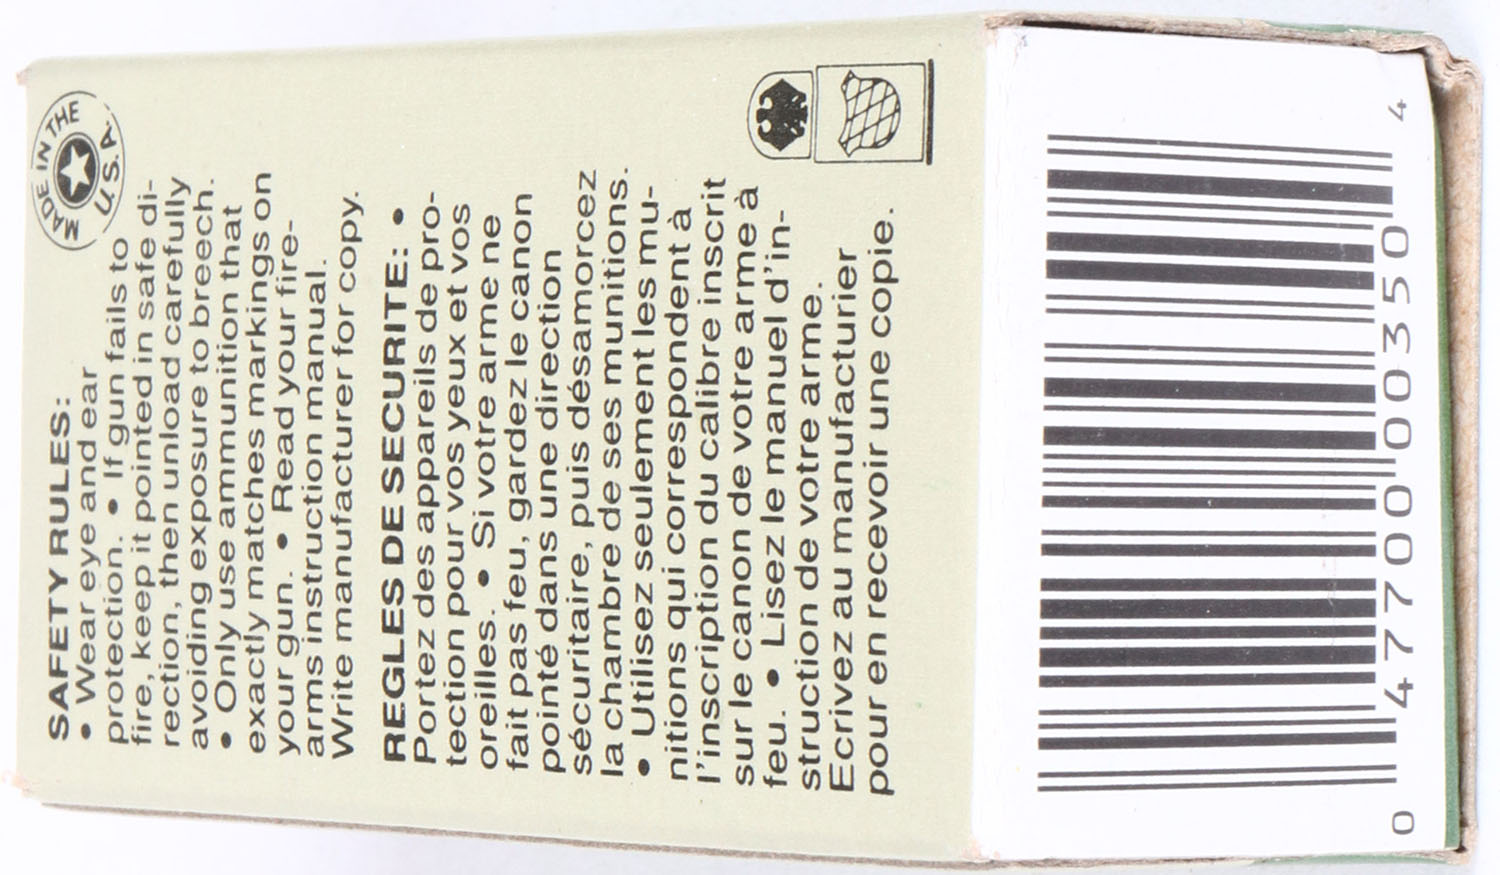 MADE IN THE
U.S.A.
SAFETY RULES:
• Wear eye and ear
protection. • If gun fails to
fire, keep it pointed in safe di-
rection, then unload carefully
avoiding exposure to breech.
• Only use ammunition that
exactly matches markings on
your gun. • Read your fire-
arms instruction manual.
Write manufacturer for copy.
REGLES DE SECURITE: •
Portez des appareils de pro-
tection pour vos yeux et vos
oreilles. • Si votre arme ne
fait pas feu, gardez le canon
pointé dans une direction
sécuritaire, puis désamorcez
la chambre de ses munitions.
• Utilisez seulement les mu-
nitions qui correspondent à
l'inscription du calibre inscrit
sur le canon de votre arme à
feu. • Lisez le manuel d'in-
struction de votre arme.
Ecrivez au manufacturier
pour en recevoir une copie.
0 47700 00350 4